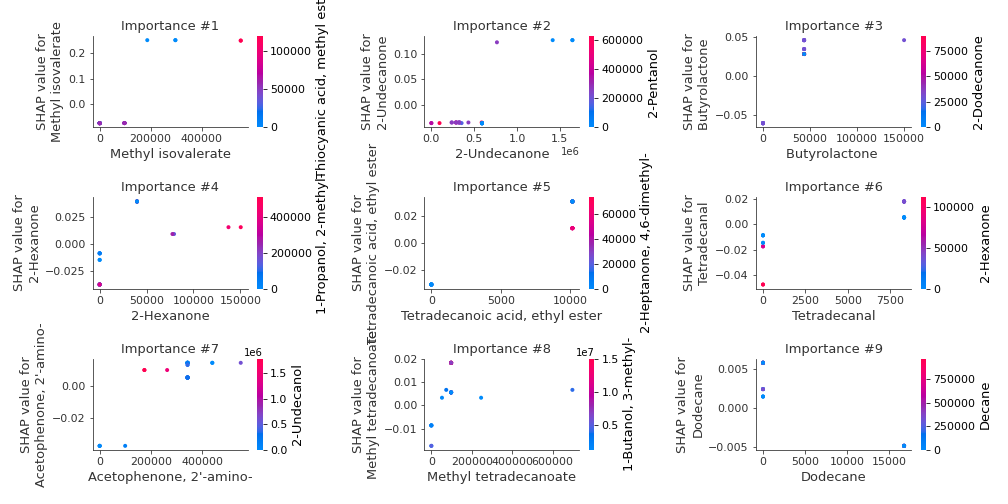 Importance #1
SHAP value for
Methyl isovalerate
0.2
0.1
0.0
0
200000
400000
Methyl isovalerate
100000
50000
0
Thiocyanic acid, methyl est
Importance #2
SHAP value for
2-Undecanone
0.10
0.05
0.00
0.0
0.5
1.0
1.5
1e6
2-Undecanone
600000
400000
200000
0
2-Pentanol
Importance #3
SHAP value for
Butyrolactone
0.05
0.00
−0.05
0
50000
100000
150000
Butyrolactone
75000
50000
25000
0
2-Dodecanone
Importance #4
SHAP value for
2-Hexanone
0.025
0.000
−0.025
0
50000
100000
150000
2-Hexanone
400000
200000
0
1-Propanol, 2-methyl-
Importance #5
SHAP value for
Tetradecanoic acid, ethyl ester
0.02
0.00
−0.02
0
5000
10000
Tetradecanoic acid, ethyl ester
60000
40000
20000
0
2-Heptanone, 4,6-dimethyl-
Importance #6
SHAP value for
Tetradecanal
0.02
0.00
−0.02
−0.04
0
2500
5000
7500
Tetradecanal
100000
50000
0
2-Hexanone
Importance #7
SHAP value for
Acetophenone, 2'-amino-
0.00
−0.02
0
200000
400000
Acetophenone, 2'-amino-
1e6
1.5
1.0
0.5
0.0
2-Undecanol
Importance #8
SHAP value for
Methyl tetradecanoate
0.02
0.01
0.00
−0.01
0
200000
400000
600000
Methyl tetradecanoate
1e7
1.5
1.0
0.5
1-Butanol, 3-methyl-
Importance #9
SHAP value for
Dodecane
0.005
0.000
−0.005
0
5000
10000
15000
Dodecane
750000
500000
250000
0
Decane